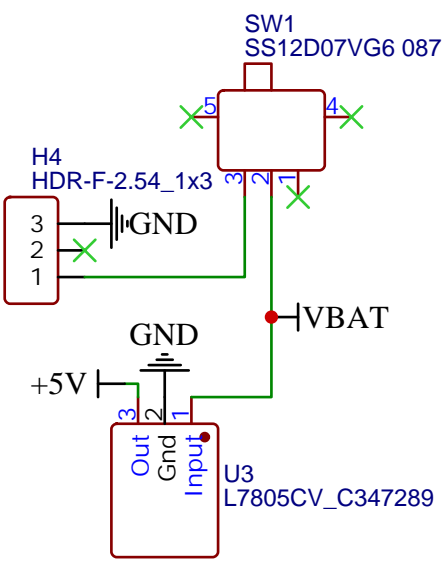 SW1
SS12D07VG6 087
5
4
3
2
1
H4
HDR-F-2.54_1x3
3
2
1
GND
VBAT
GND
+5V
3
2
1
Out
Gnd
Input
U3
L7805CV_C347289